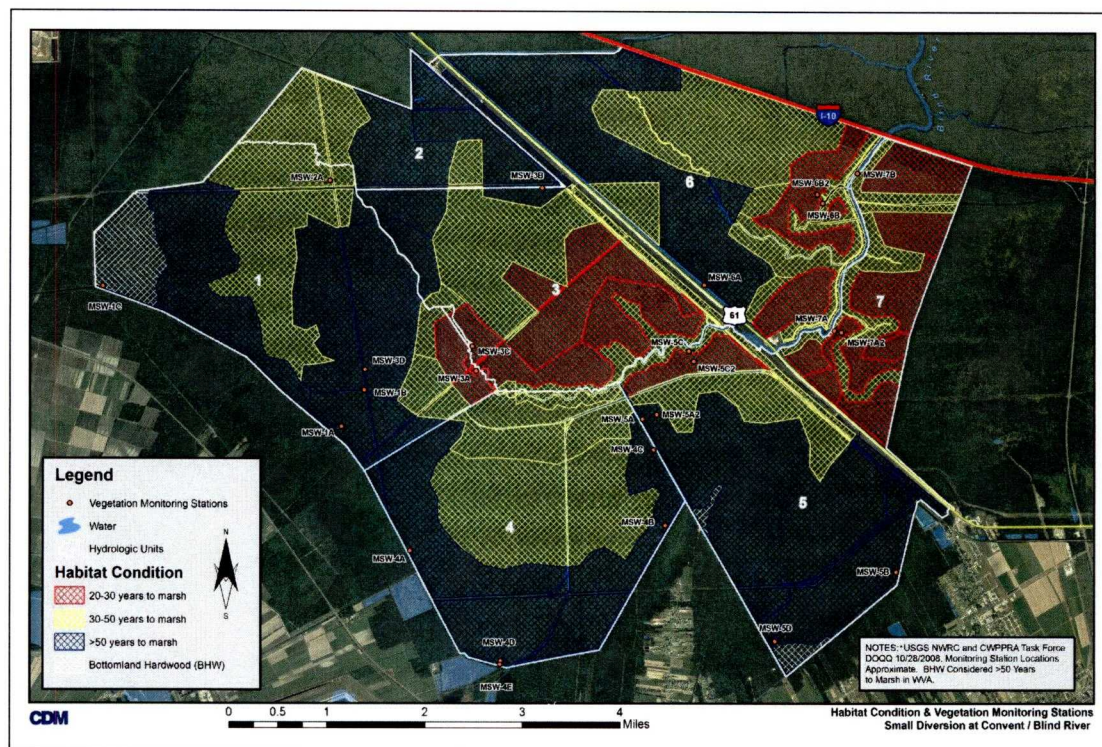 Blind River
I-10
2
MSW-2A
MSW-3B
6
MSW-7B
MSW-6B2
MSW-6B
1
MSW-1C
3
MSW-6A
7
61
MSW-7A
MSW-7A2
MSW-3C
MSW-5C
MSW-3D
MSW-3A
MSW-5C2
MSW-1B
MSW-5A
MSW-5A2
MSW-1A
MSW-4C
5
4
MSW-4B
MSW-4A
MSW-5B
MSW-5D
MSW-4D
MSW-4E
Legend
Vegetation Monitoring Stations
Water
Hydrologic Units
Habitat Condition
20-30 years to marsh
30-50 years to marsh
>50 years to marsh
Bottomland Hardwood (BHW)
N
S
NOTES: *USGS NWRC and CWPPRA Task Force
DOQQ 10/28/2008. Monitoring Station Locations
Approximate. BHW Considered >50 Years
to Marsh in WVA.
CDM
0 0.5 1 2 3 4
Miles
Habitat Condition & Vegetation Monitoring Stations
Small Diversion at Convent / Blind River